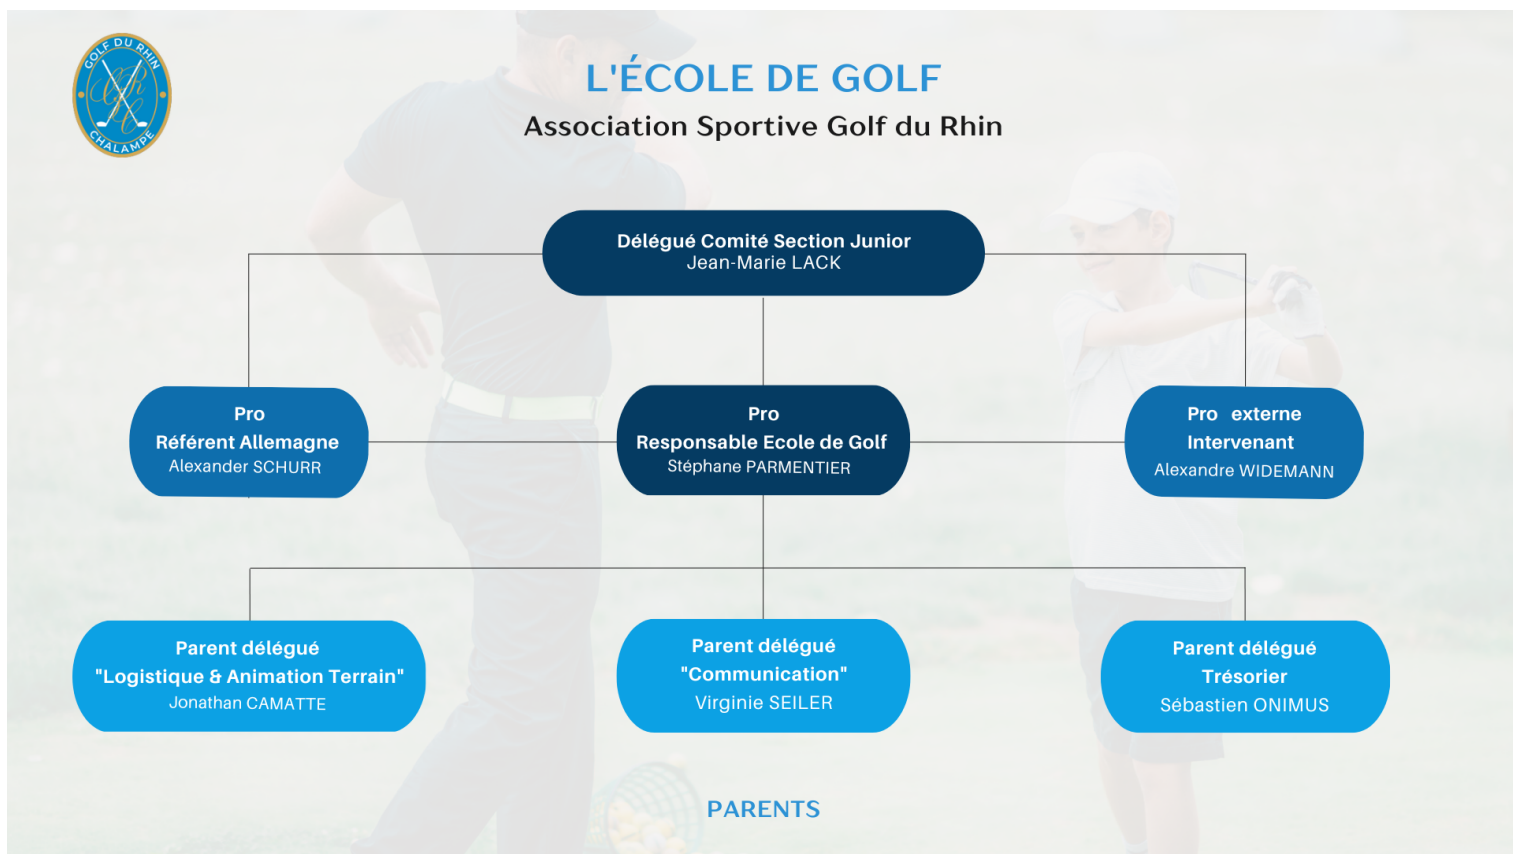 GOLF DU RHIN
CHALAMPE
L'ÉCOLE DE GOLF
Association Sportive Golf du Rhin
Délégué Comité Section Junior
Jean-Marie LACK
Pro
Référent Allemagne
Alexander SCHURR
Pro
Responsable Ecole de Golf
Stéphane PARMENTIER
Pro externe
Intervenant
Alexandre WIDEMANN
Parent délégué
"Logistique & Animation Terrain"
Jonathan CAMATTE
Parent délégué
"Communication"
Virginie SEILER
Parent délégué
Trésorier
Sébastien ONIMUS
PARENTS